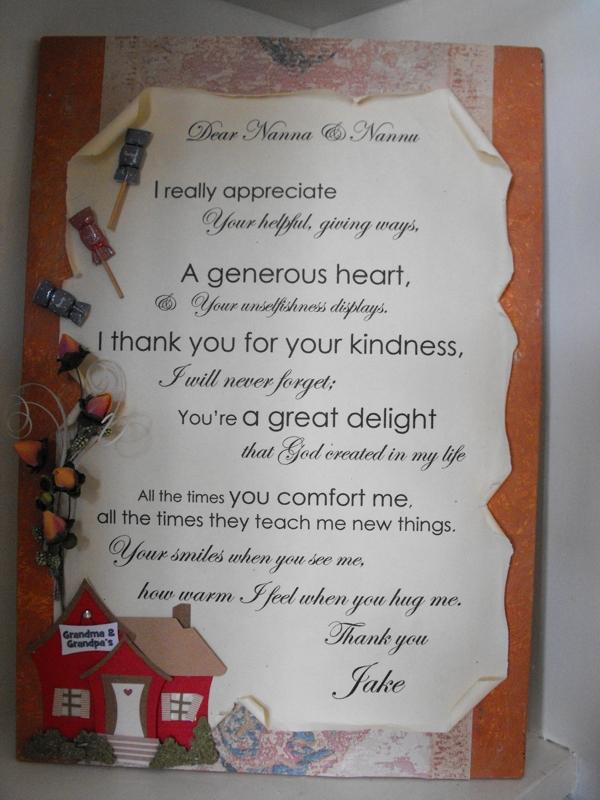 Dear Nanna & Nannu
I really appreciate
Your helpful, giving ways,
A generous heart,
& Your unselfishness displays.
I thank you for your kindness,
I will never forget;
You're a great delight
that God created in my life
All the times you comfort me,
all the times they teach me new things.
Your smiles when you see me,
how warm I feel when you hug me.
Thank you
Jake
Grandma &
Grandpa's